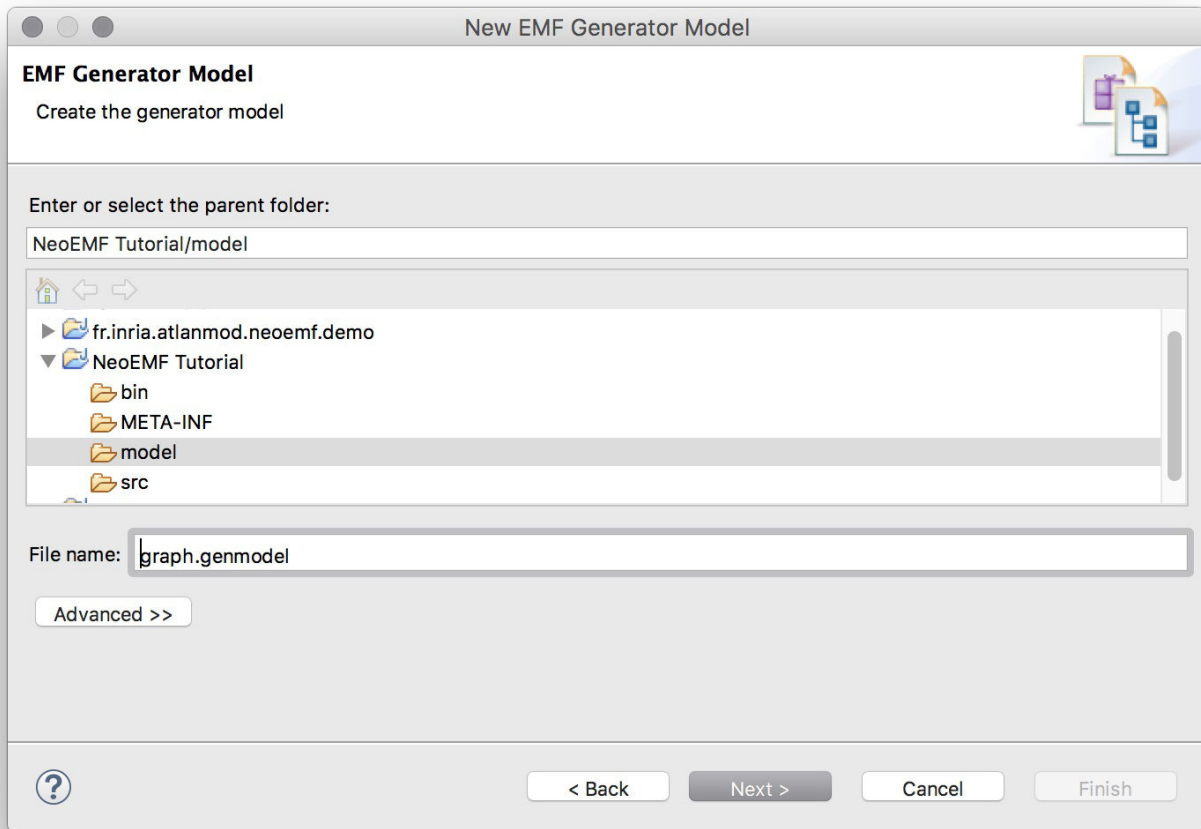 New EMF Generator Model
EMF Generator Model
Create the generator model
Enter or select the parent folder:
NeoEMF Tutorial/model
fr.inria.atlanmod.neoemf.demo
NeoEMF Tutorial
bin
META-INF
model
src
File name: graph.genmodel
Advanced >>
? < Back Next > Cancel Finish